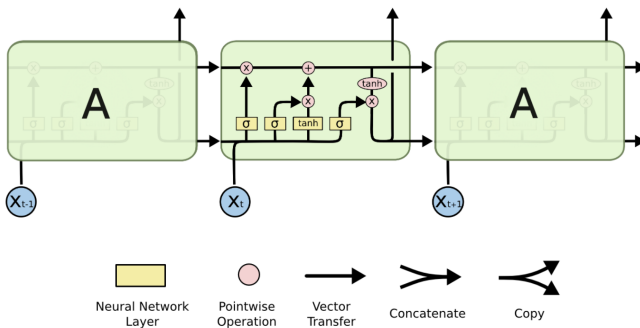 A
x
+
tanh
x
x
σ
σ
tanh
σ
A
Xt-1
Xt
Xt+1
Neural Network
Layer
Pointwise
Operation
Vector
Transfer
Concatenate
Copy